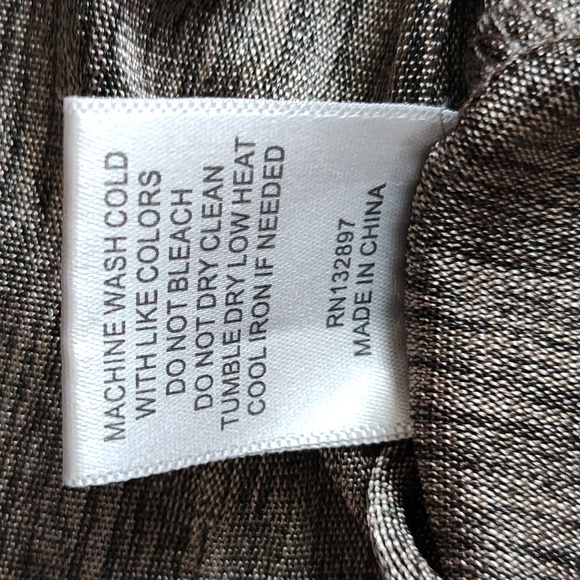 MACHINE WASH COLD
WITH LIKE COLORS
DO NOT BLEACH
DO NOT DRY CLEAN
TUMBLE DRY LOW HEAT
COOL IRON IF NEEDED
RN132897
MADE IN CHINA